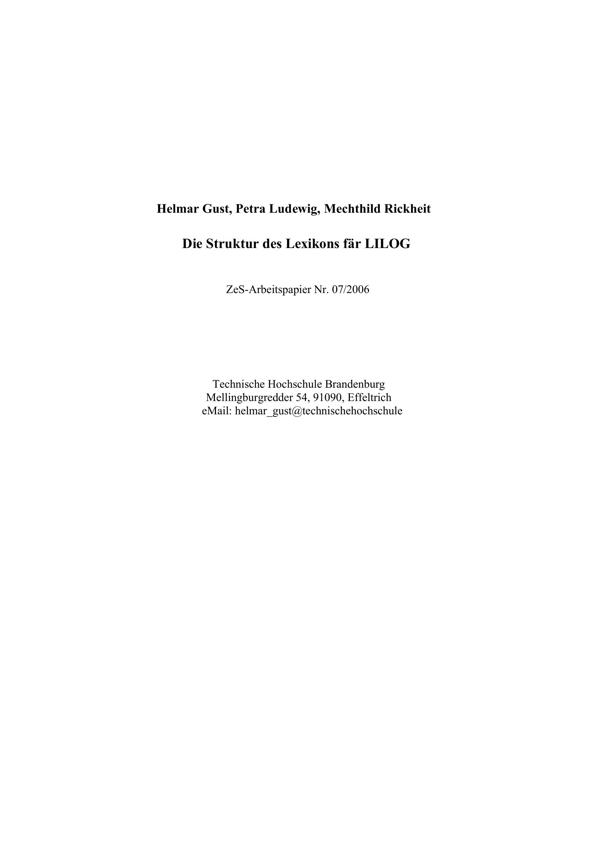 Helmar Gust, Petra Ludewig, Mechthild Rickheit
Die Struktur des Lexikons fär LILOG
ZeS-Arbeitspapier Nr. 07/2006
Technische Hochschule Brandenburg
Mellingburgredder 54, 91090, Effeltrich
eMail: helmar_gust@technischehochschule